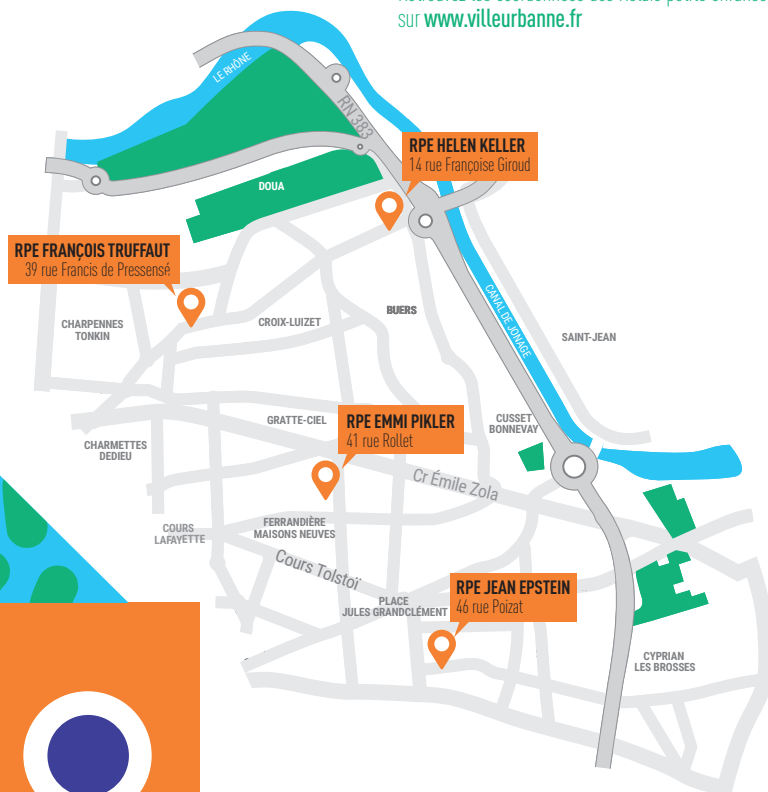 sur www.villeurbanne.fr
LE RHÔNE
RN 383
RPE HELEN KELLER
14 rue Françoise Giroud
DOUA
RPE FRANÇOIS TRUFFAUT
39 rue Francis de Pressensé
CHARPENNES
TONKIN
CROIX-LUIZET
BUERS
CANAL DE JONAGE
SAINT-JEAN
GRATTE-CIEL
RPE EMMI PIKLER
41 rue Rollet
CUSSET
BONNEVAY
CHARMETTES
DEDIEU
Cr Émile Zola
COURS
LAFAYETTE
FERRANDIÈRE
MAISONS NEUVES
Cours Tolstoï
PLACE
JULES GRANDCLÉMENT
RPE JEAN EPSTEIN
46 rue Poizat
CYPRIAN
LES BROSSES